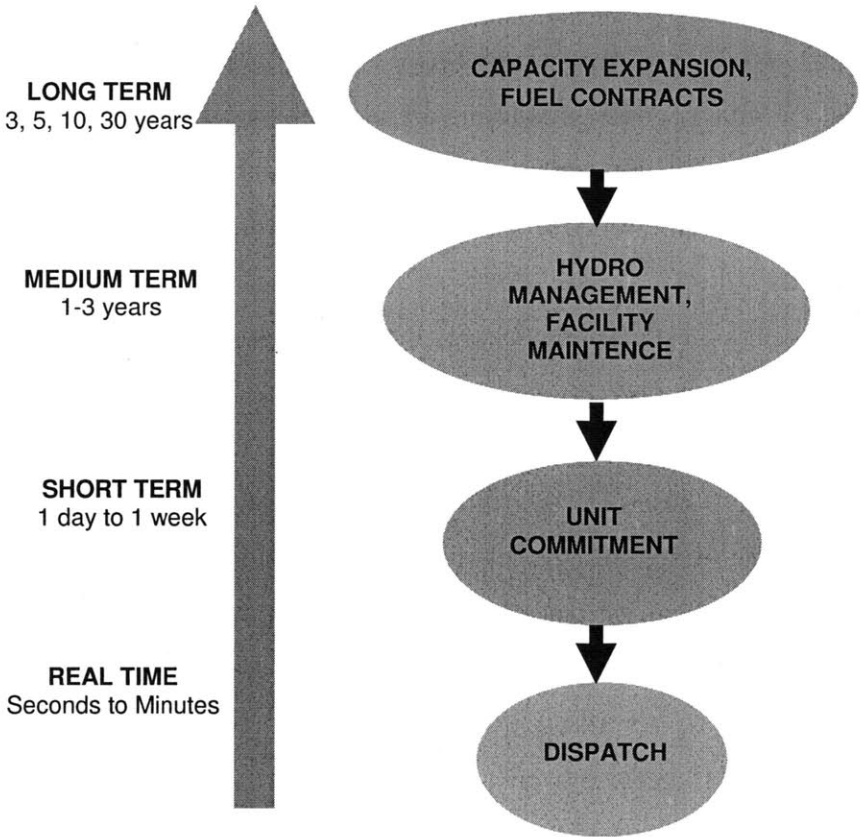 LONG TERM
3, 5, 10, 30 years
CAPACITY EXPANSION,
FUEL CONTRACTS
MEDIUM TERM
1-3 years
HYDRO
MANAGEMENT,
FACILITY
MAINTENCE
SHORT TERM
1 day to 1 week
UNIT
COMMITMENT
REAL TIME
Seconds to Minutes
DISPATCH